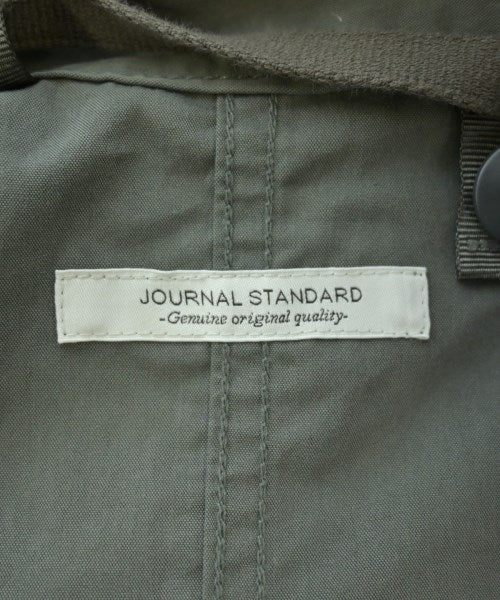 JOURNAL STANDARD
-Genuine original quality-